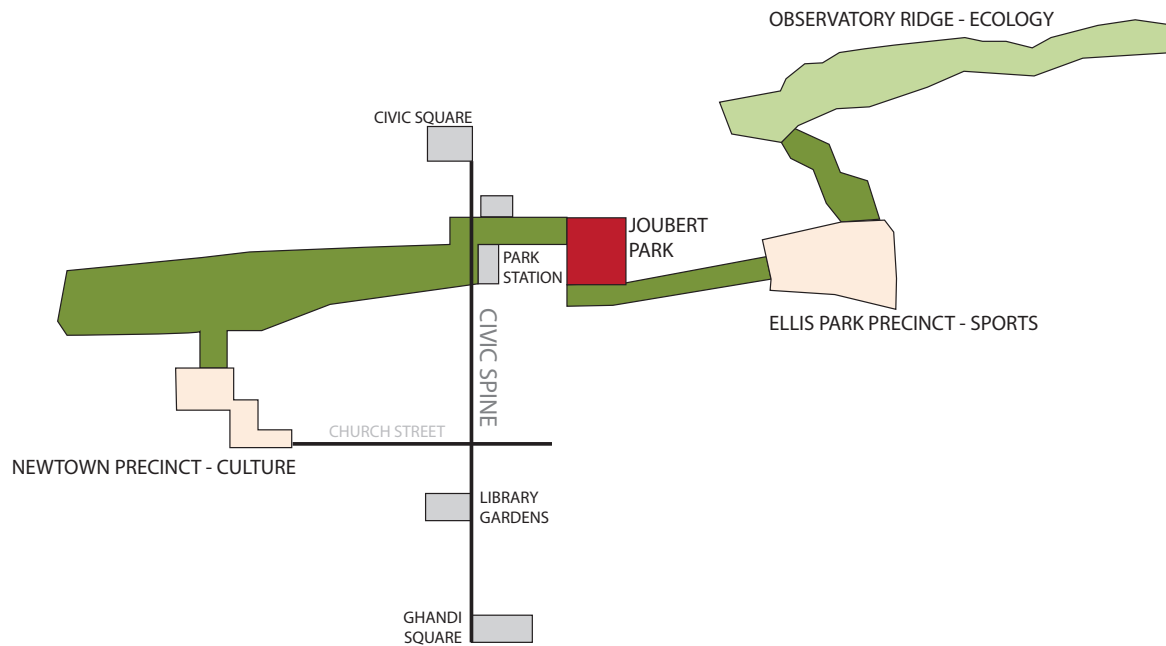 OBSERVATORY RIDGE - ECOLOGY
CIVIC SQUARE
JOUBERT
PARK
PARK
STATION
ELLIS PARK PRECINCT - SPORTS
CIVIC SPINE
CHURCH STREET
NEWTOWN PRECINCT - CULTURE
LIBRARY
GARDENS
GHANDI
SQUARE